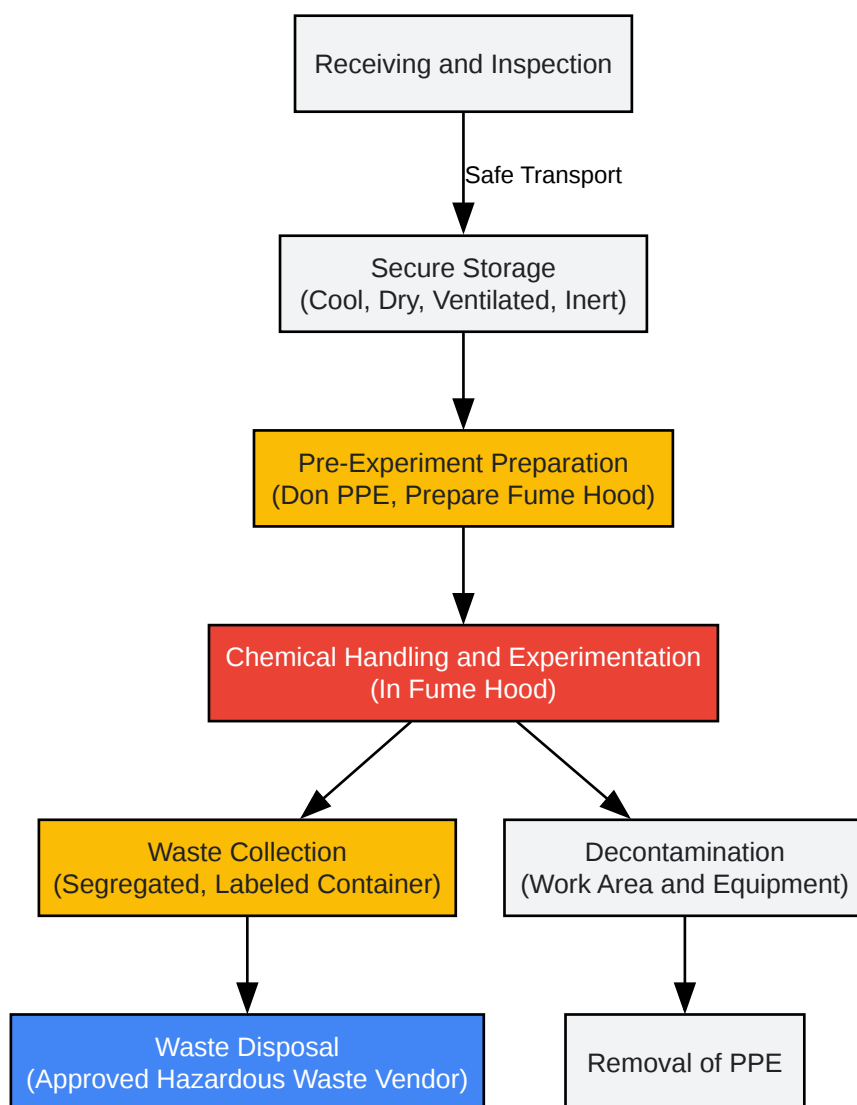 Receiving and Inspection
Safe Transport
Secure Storage
(Cool, Dry, Ventilated, Inert)
Pre-Experiment Preparation
(Don PPE, Prepare Fume Hood)
Chemical Handling and Experimentation
(In Fume Hood)
Waste Collection
(Segregated, Labeled Container)
Decontamination
(Work Area and Equipment)
Waste Disposal
(Approved Hazardous Waste Vendor)
Removal of PPE